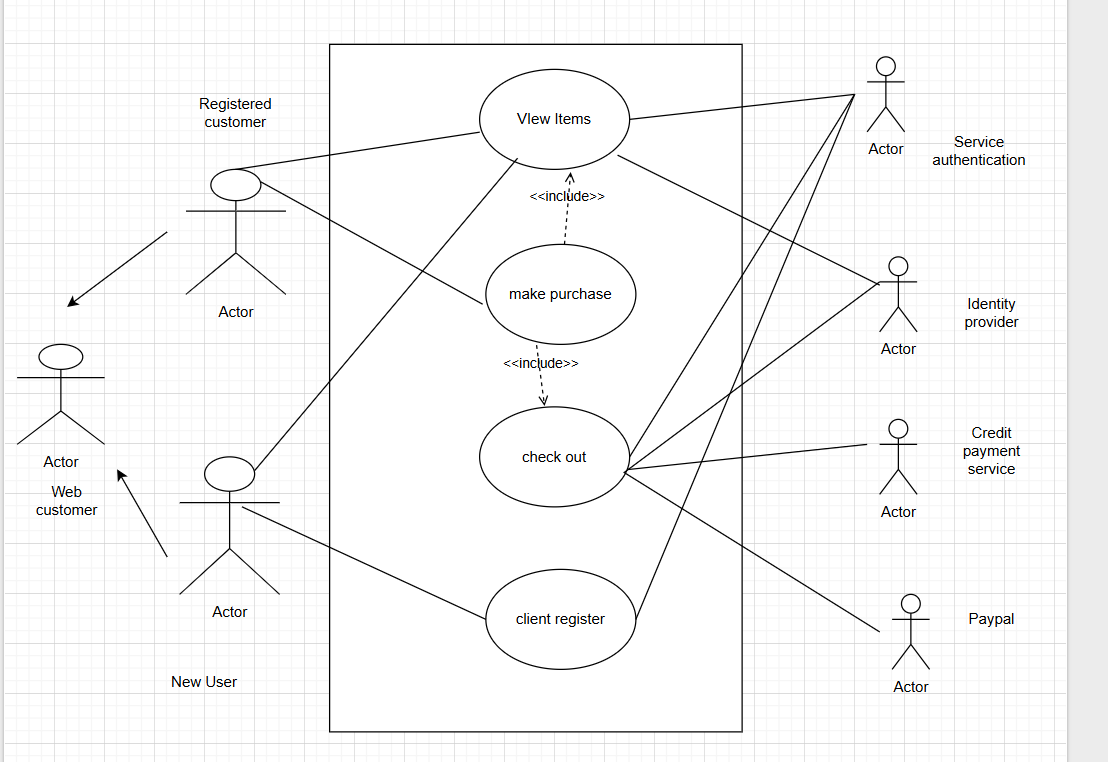 Registered
customer
Actor
Actor
Web
customer
Actor
New User
VIew Items
<<include>>
make purchase
<<include>>
check out
client register
Actor
Service
authentication
Identity
provider
Actor
Credit
payment
service
Actor
Paypal
Actor